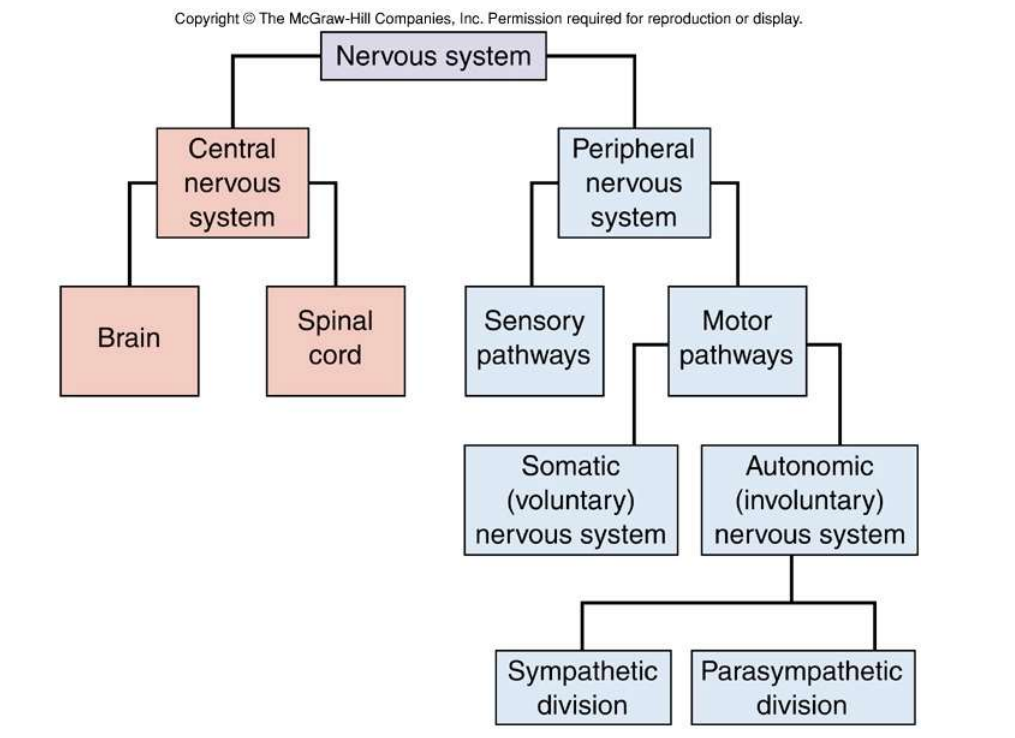 Copyright © The McGraw-Hill Companies, Inc. Permission required for reproduction or display.
Nervous system
Central
nervous
system
Peripheral
nervous
system
Brain
Spinal
cord
Sensory
pathways
Motor
pathways
Somatic
(voluntary)
nervous system
Autonomic
(involuntary)
nervous system
Sympathetic
division
Parasympathetic
division